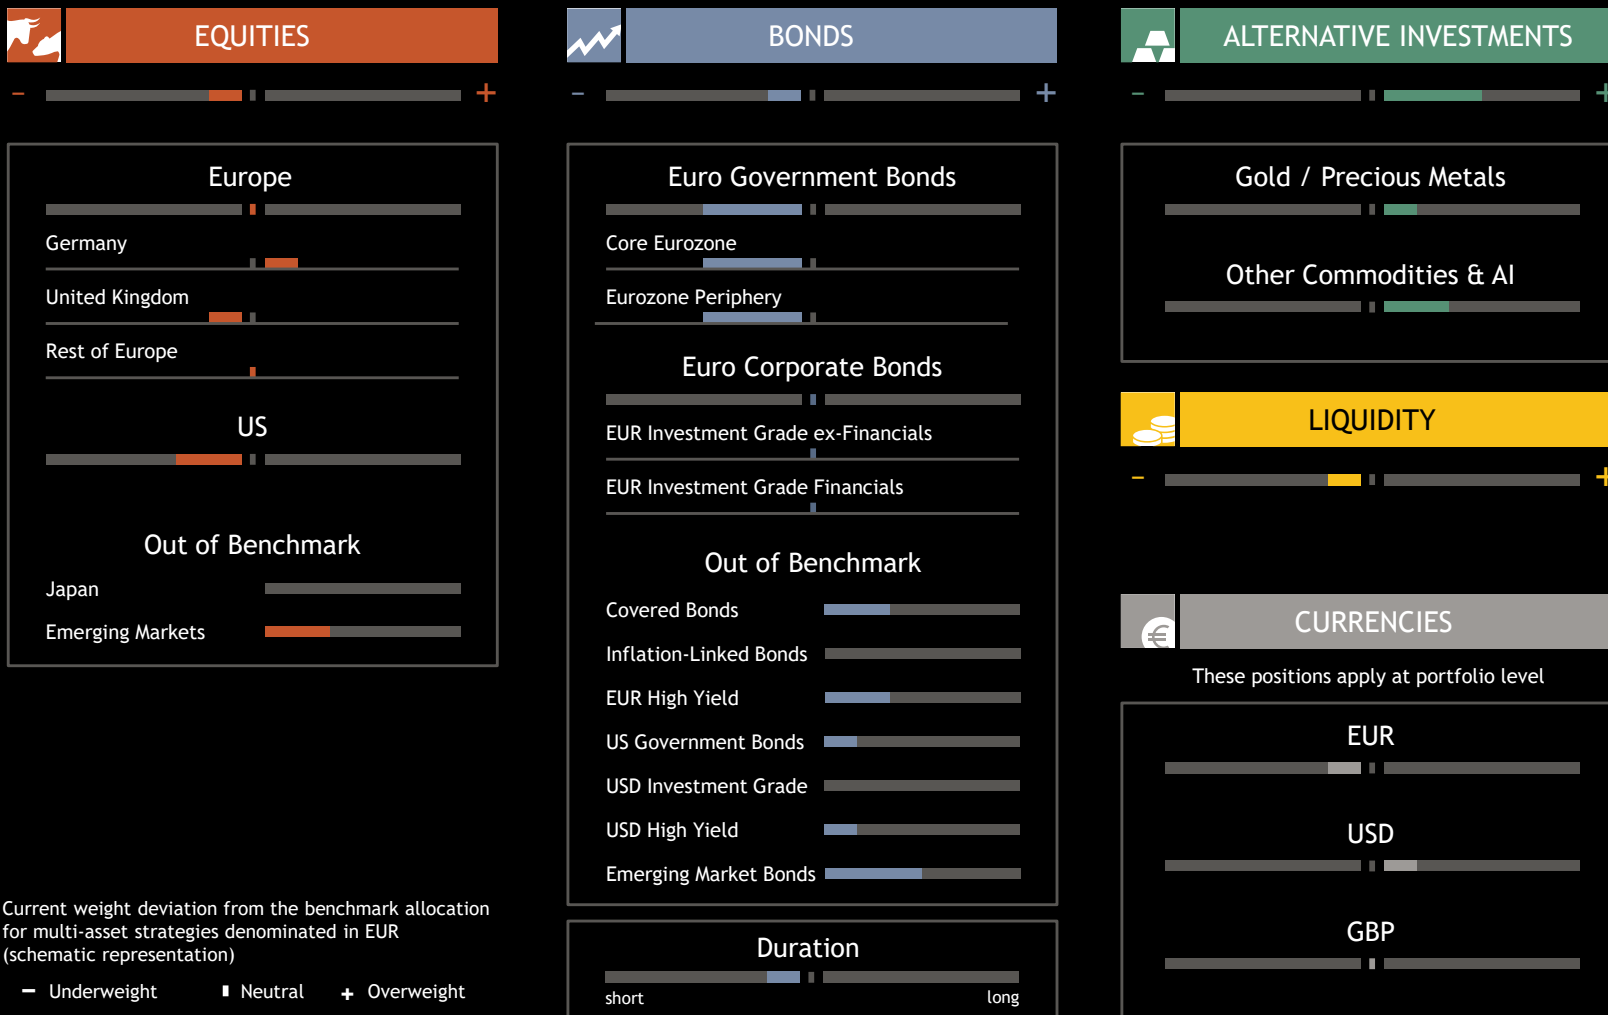 EQUITIES
− +
Europe
Germany
United Kingdom
Rest of Europe
US
Out of Benchmark
Japan
Emerging Markets
Current weight deviation from the benchmark allocation
for multi-asset strategies denominated in EUR
(schematic representation)
− Underweight Neutral + Overweight
BONDS
− +
Euro Government Bonds
Core Eurozone
Eurozone Periphery
Euro Corporate Bonds
EUR Investment Grade ex-Financials
EUR Investment Grade Financials
Out of Benchmark
Covered Bonds
Inflation-Linked Bonds
EUR High Yield
US Government Bonds
USD Investment Grade
USD High Yield
Emerging Market Bonds
Duration
short long
ALTERNATIVE INVESTMENTS
− +
Gold / Precious Metals
Other Commodities & AI
LIQUIDITY
− +
€
CURRENCIES
These positions apply at portfolio level
EUR
USD
GBP